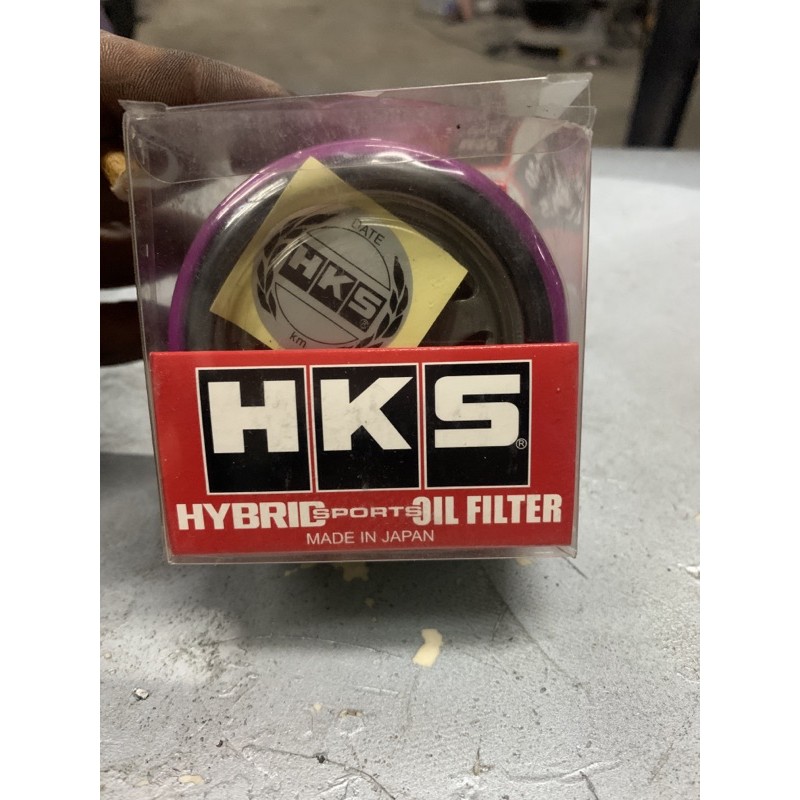 DATE
HKS®
km
HKS®
HYBRID SPORTS OIL FILTER
MADE IN JAPAN